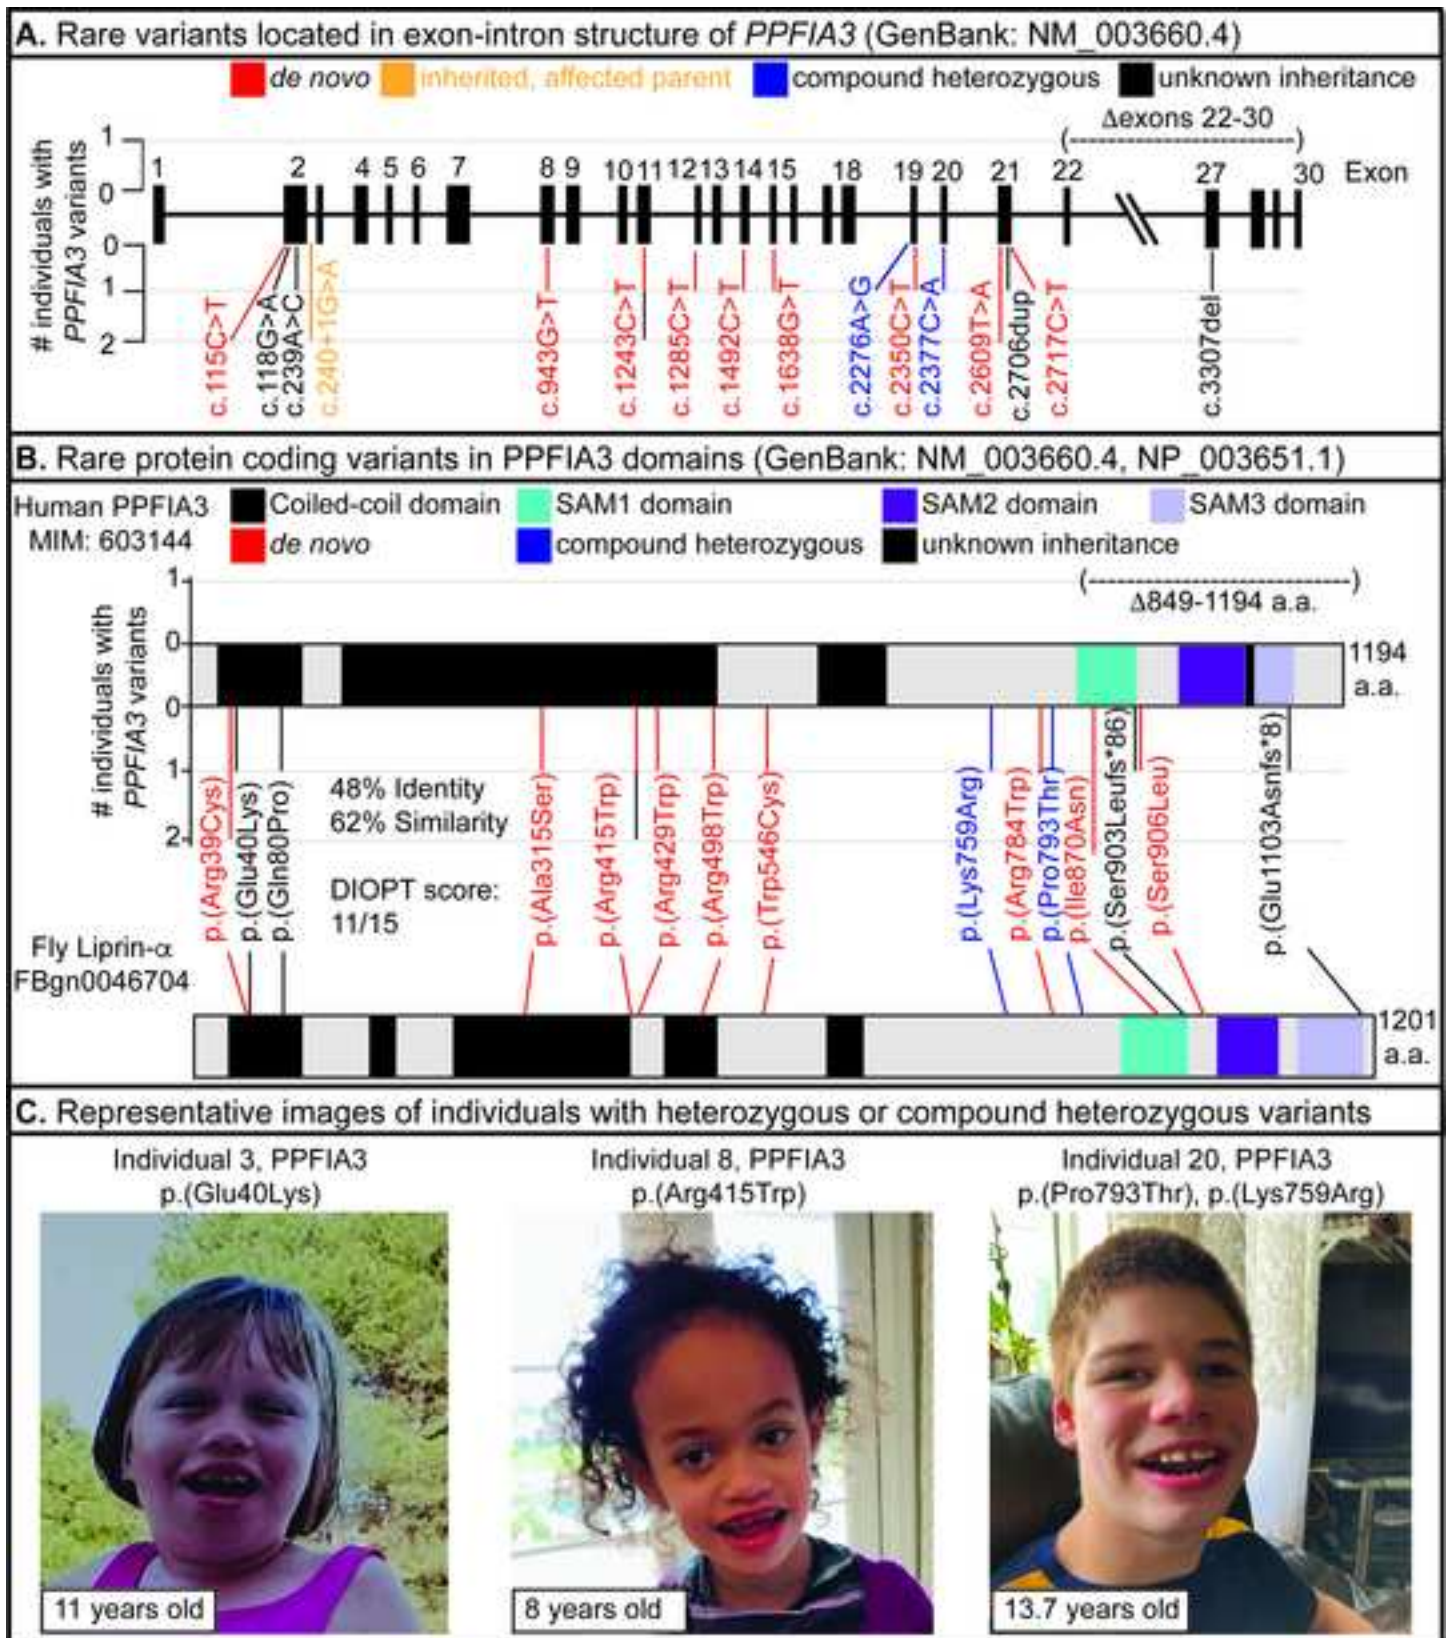 A. Rare variants located in exon-intron structure of PPFIA3 (GenBank: NM_003660.4)
de novo inherited, affected parent compound heterozygous unknown inheritance
Δexons 22-30
(----------------------------)
# individuals with
PPFIA3 variants
1
0
0
1
2
1 2 4 5 6 7 8 9 10 11 12 13 14 15 18 19 20 21 22 27 30 Exon
c.115C>T
c.118G>A
c.239A>C
c.240+1G>A
c.943G>T
c.1243C>T
c.1285C>T
c.1492C>T
c.1638G>T
c.2276A>G
c.2350C>T
c.2377C>A
c.2609T>A
c.2706dup
c.2717C>T
c.3307del
B. Rare protein coding variants in PPFIA3 domains (GenBank: NM_003660.4, NP_003651.1)
Human PPFIA3
MIM: 603144
Coiled-coil domain SAM1 domain SAM2 domain SAM3 domain
de novo compound heterozygous unknown inheritance
(----------------------------)
Δ849-1194 a.a.
# individuals with
PPFIA3 variants
1
0
0
1
2
1194
a.a.
48% Identity
62% Similarity
DIOPT score:
11/15
p.(Arg39Cys)
p.(Glu40Lys)
p.(Gln80Pro)
p.(Ala315Ser)
p.(Arg415Trp)
p.(Arg429Trp)
p.(Arg498Trp)
p.(Trp546Cys)
p.(Lys759Arg)
p.(Arg784Trp)
p.(Pro793Thr)
p.(Ile870Asn)
p.(Ser903Leufs*86)
p.(Ser906Leu)
p.(Glu1103Asnfs*8)
Fly Liprin-α
FBgn0046704
1201
a.a.
C. Representative images of individuals with heterozygous or compound heterozygous variants
Individual 3, PPFIA3
p.(Glu40Lys)
Individual 8, PPFIA3
p.(Arg415Trp)
Individual 20, PPFIA3
p.(Pro793Thr), p.(Lys759Arg)
11 years old
8 years old
13.7 years old